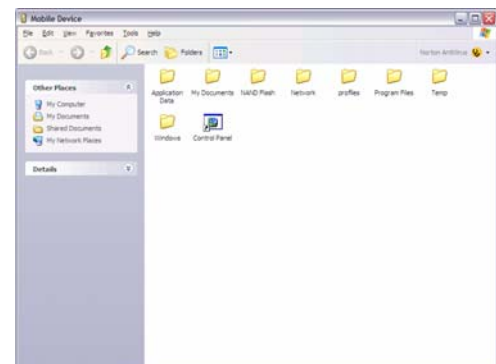 Mobile Device
File Edit View Favorites Tools Help
Back Search Folders Norton AntiVirus
Other Places
My Computer
My Documents
Shared Documents
My Network Places
Details
Application Data My Documents NAND Flash Network profiles Program Files Temp
Windows Control Panel